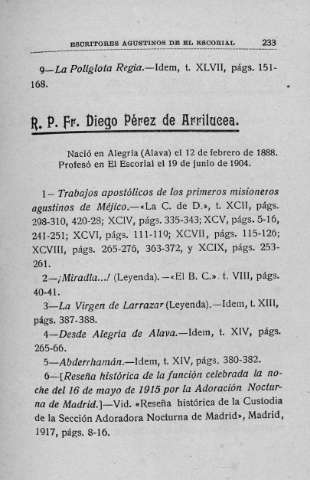 ESCRITORES AGUSTINOS DE EL ESCORIAL 233
9—La Políglota Regia.—Idem, t. XLVII, págs. 151-
168.
R. P. Fr. Diego Pérez de Arrilucea.
Nació en Alegría (Alava) el 12 de febrero de 1888.
Profesó en El Escorial el 19 de junio de 1904.
1—Trabajos apostólicos de los primeros misioneros
agustinos de Méjico.—«La C. de D.», t. XCII, págs.
298-310, 420-28; XCIV, págs. 335-343; XCV, págs. 5-16,
241-251; XCVI, págs. 111-119; XCVII, págs. 115-126;
XCVIII, págs. 265-276, 363-372, y XCIX, págs. 253-
261.
2—¡Miradla...! (Leyenda).—«El B. C.». t. VIII, págs.
40-41.
3—La Virgen de Larrazar (Leyenda).—Idem, t. XIII,
págs. 387-388.
4—Desde Alegría de Alava.—Idem, t. XIV, págs.
265-66.
5—Abderrhamán.—Idem, t. XIV, págs. 380-382.
6—[Reseña histórica de la función celebrada la no-
che del 16 de mayo de 1915 por la Adoración Noctur-
na de Madrid.]—Vid. «Reseña histórica de la Custodia
de la Sección Adoradora Nocturna de Madrid», Madrid,
1917, págs. 8-16.